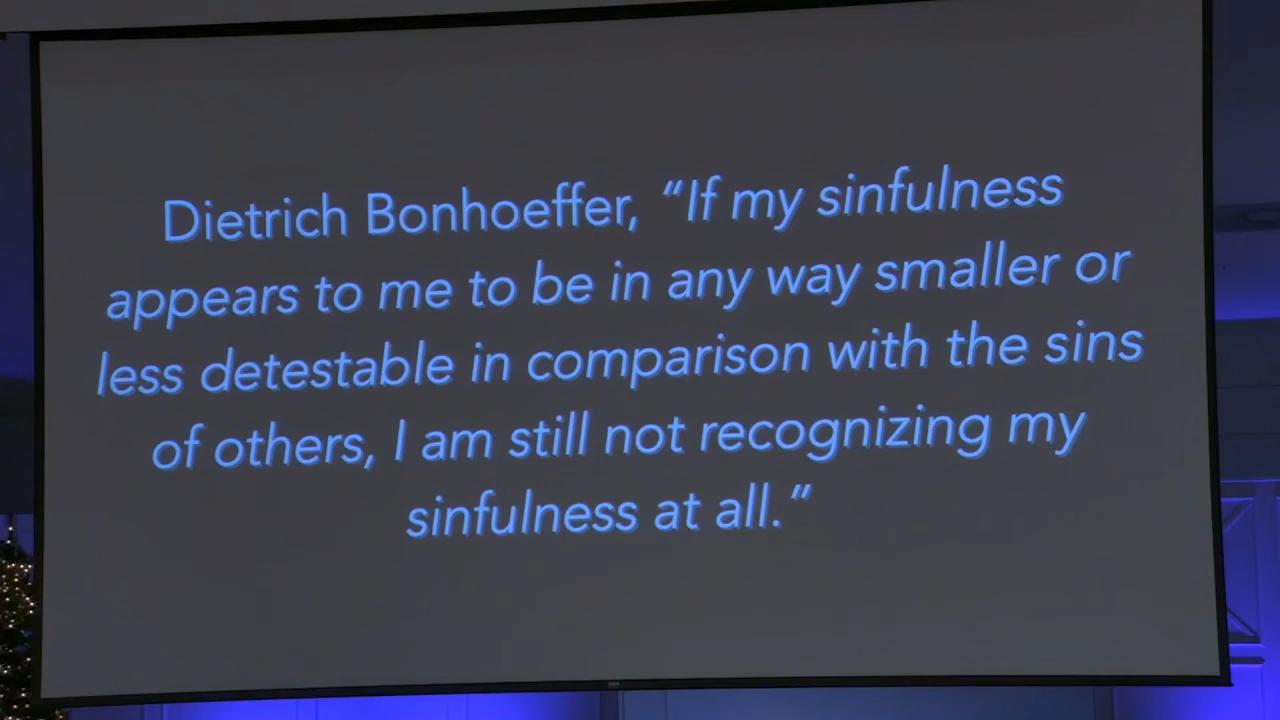 Dietrich Bonhoeffer, “If my sinfulness
appears to me to be in any way smaller or
less detestable in comparison with the sins
of others, I am still not recognizing my
sinfulness at all.”